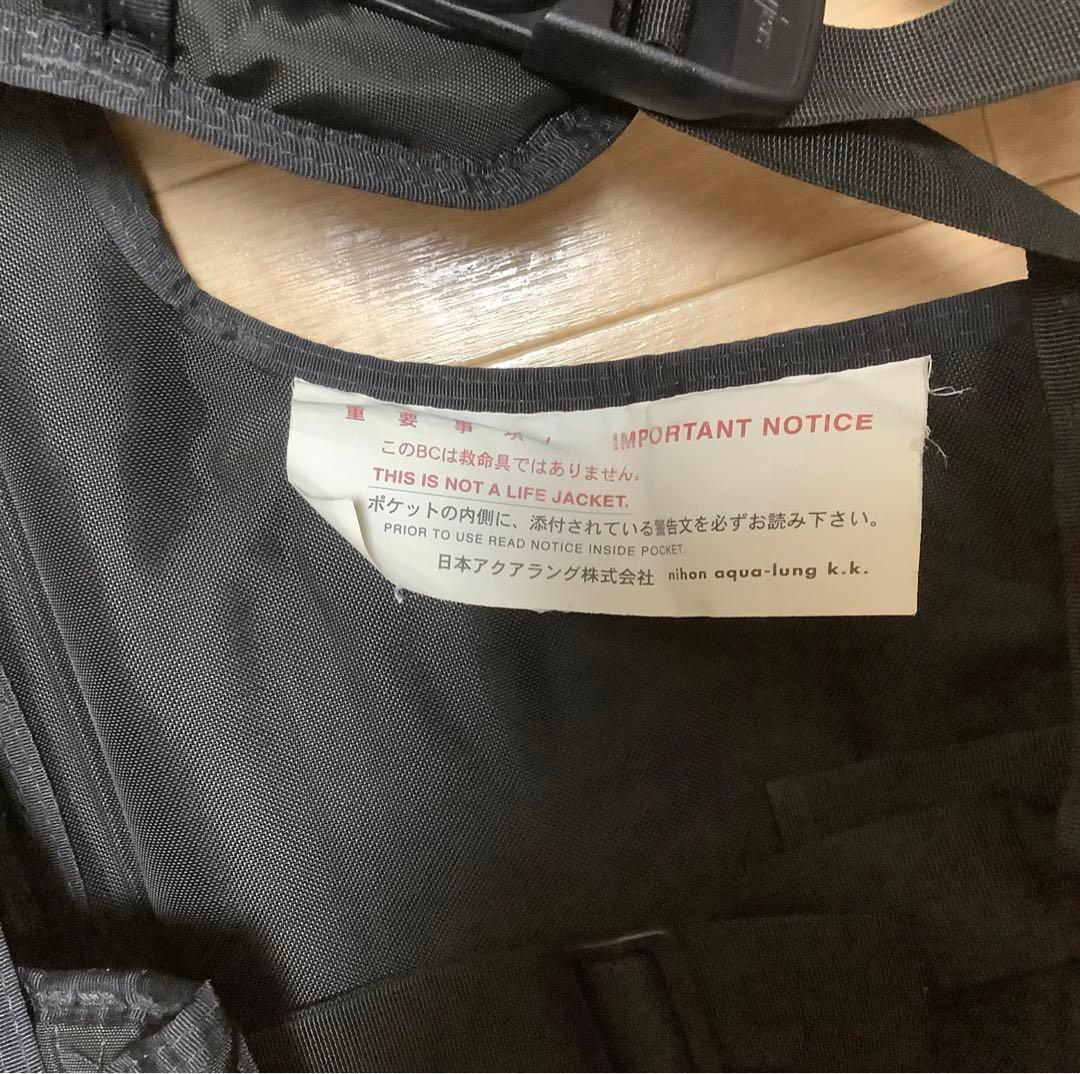 重要事項 / IMPORTANT NOTICE
このBCは救命具ではありません。
THIS IS NOT A LIFE JACKET.
ポケットの内側に、添付されている警告文を必ずお読み下さい。
PRIOR TO USE READ NOTICE INSIDE POCKET.
日本アクアラング株式会社 nihon aqua-lung k.k.